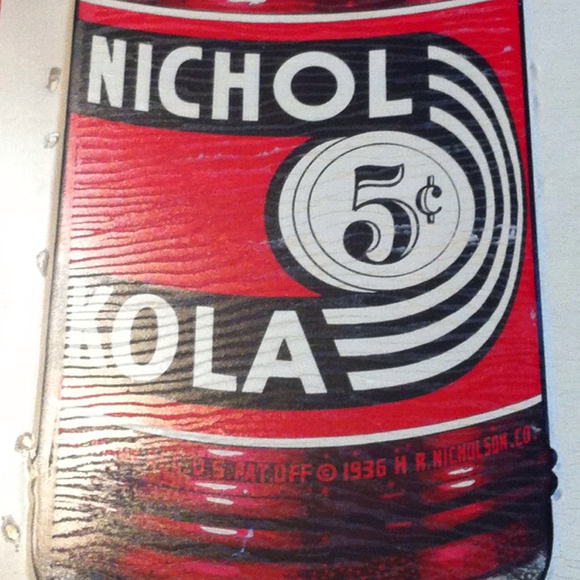 NICHOL
5¢
KOLA
U.S. PAT. OFF © 1936 H. R. NICHOLSON. CO.